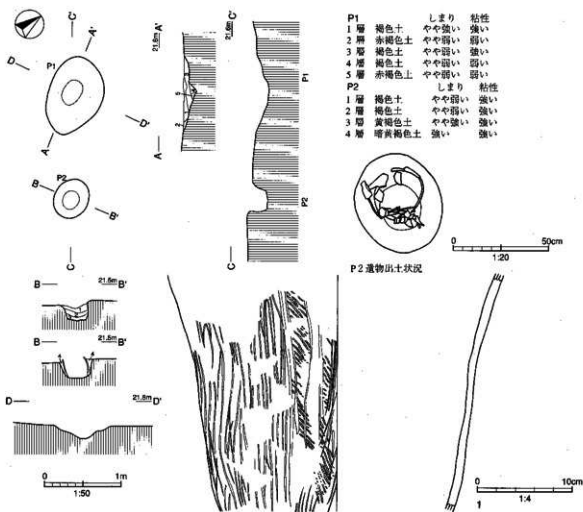 P1 しまり 粘性
1 層 褐色土 やや強い 強い
2 層 赤褐色土 やや弱い 弱い
3 層 褐色土 やや強い 弱い
4 層 褐色土 やや弱い 弱い
5 層 赤褐色土 やや弱い 強い
P2 しまり 粘性
1 層 褐色土 やや弱い 強い
2 層 褐色土 やや弱い 強い
3 層 黄褐色土 やや強い 強い
4 層 暗黄褐色土 強い 強い
C'
A'
P1
D
D'
A
P2
B
B'
C
21.6m A'
5
2
A
21.6m C'
P1
P2
C
0 50cm
1:20
P2遺物出土状況
B 21.5m B'
B 21.5m B'
D 21.6m D'
0 1m
1:50
0 10cm
1:4
1